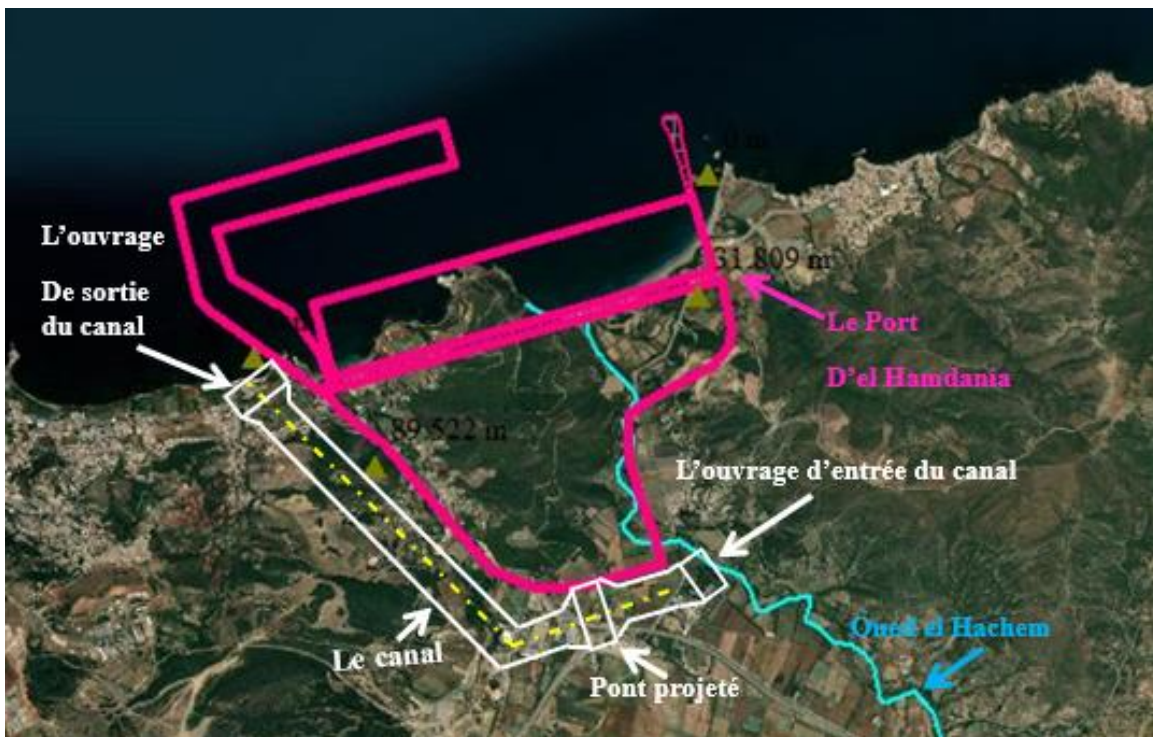 L'ouvrage
De sortie
du canal
0 m
31.809 m
Le Port
D'el Hamdania
89.522 m
L'ouvrage d'entrée du canal
Oued el Hachem
Le canal
Pont projeté